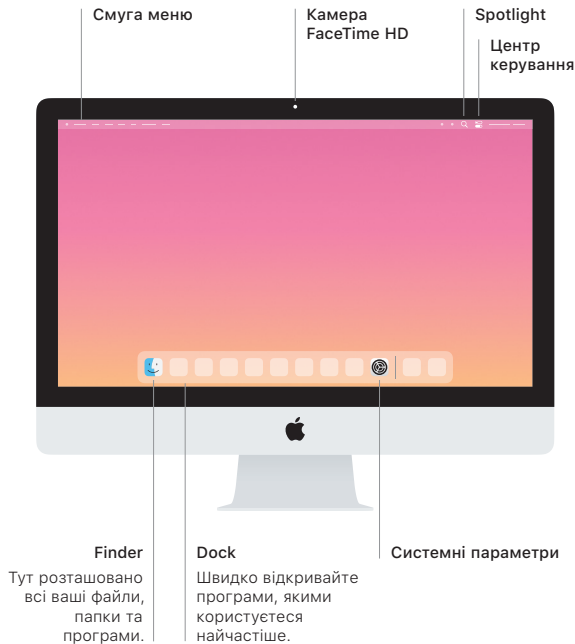 Смуга меню
Камера
FaceTime HD
Spotlight
Центр
керування
Finder
Тут розташовано
всі ваші файли,
папки та
програми.
Dock
Швидко відкривайте
програми, якими
користуєтеся
найчастіше.
Системні параметри